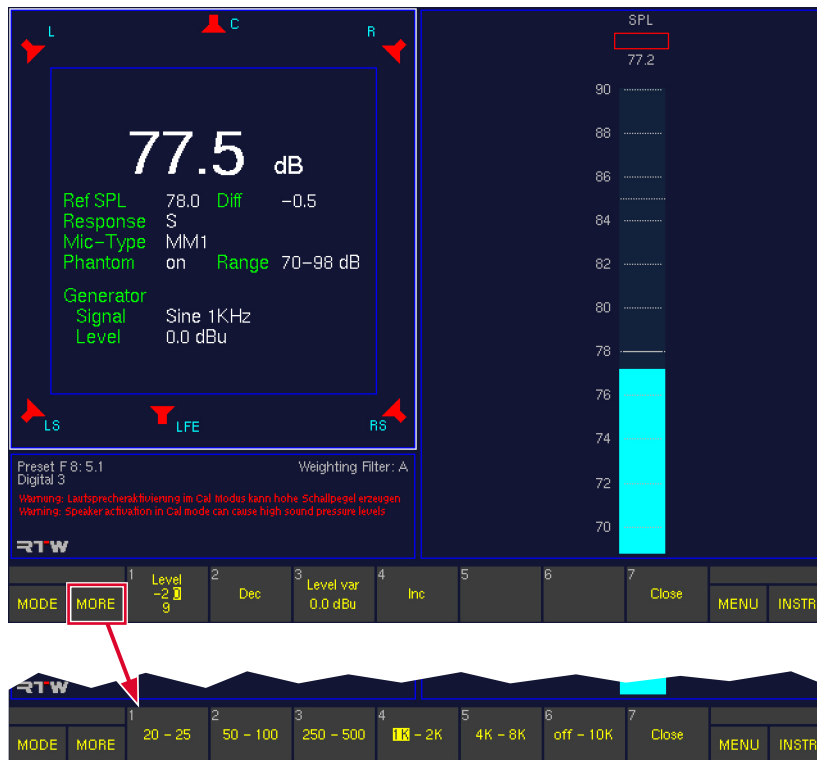 L
C
R
77.5 dB
Ref SPL 78.0 Diff -0.5
Response S
Mic-Type MM1
Phantom on Range 70-98 dB
Generator
Signal Sine 1KHz
Level 0.0 dBu
LS
LFE
RS
SPL
77.2
90
88
86
84
82
80
78
76
74
72
70
Preset F 8: 5.1 Weighting Filter: A
Digital 3
Warnung: Lautsprecheraktivierung im Cal Modus kann hohe Schallpegel erzeugen
Warning: Speaker activation in Cal mode can cause high sound pressure levels
RTW
MODE
MORE
1 Level
-2 0
9
2 Dec
3 Level var
0.0 dBu
4 Inc
5
6
7 Close
MENU
INSTR
RTW
MODE
MORE
1 20 - 25
2 50 - 100
3 250 - 500
4 1K - 2K
5 4K - 8K
6 off - 10K
7 Close
MENU
INSTR